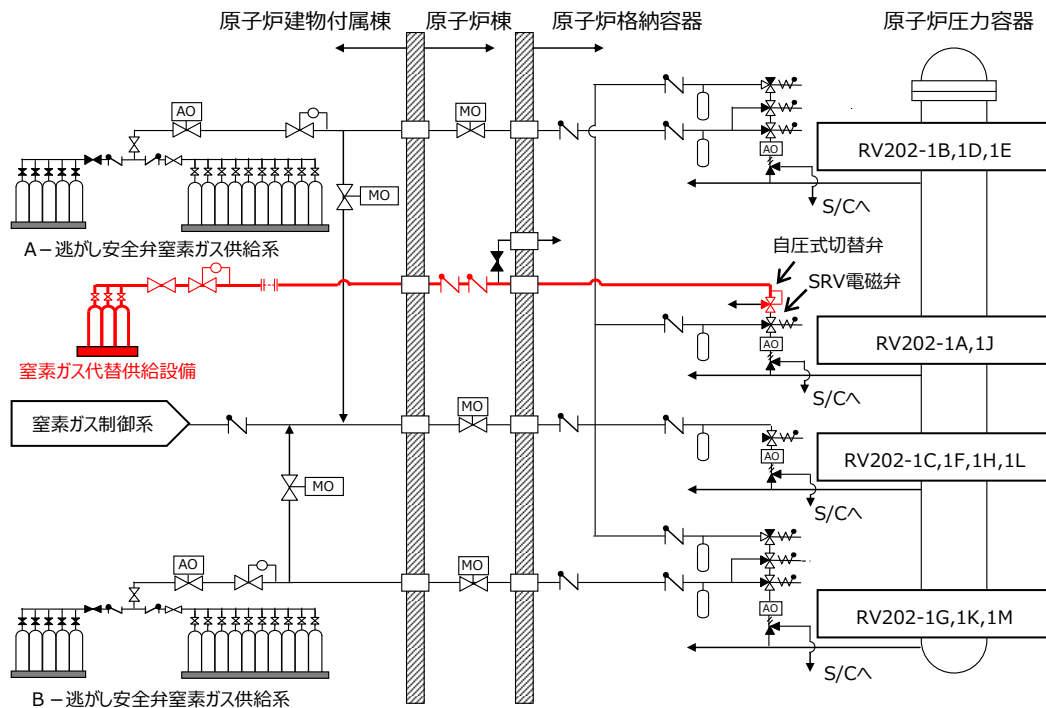 原子炉建物付属棟 原子炉棟 原子炉格納容器 原子炉圧力容器
AO
MO
RV202-1B,1D,1E
AO
MO
S/Cへ
A－逃がし安全弁窒素ガス供給系
自圧式切替弁
SRV電磁弁
RV202-1A,1J
AO
窒素ガス代替供給設備
S/Cへ
窒素ガス制御系
MO
RV202-1C,1F,1H,1L
AO
MO
S/Cへ
AO
MO
AO
RV202-1G,1K,1M
S/Cへ
B－逃がし安全弁窒素ガス供給系